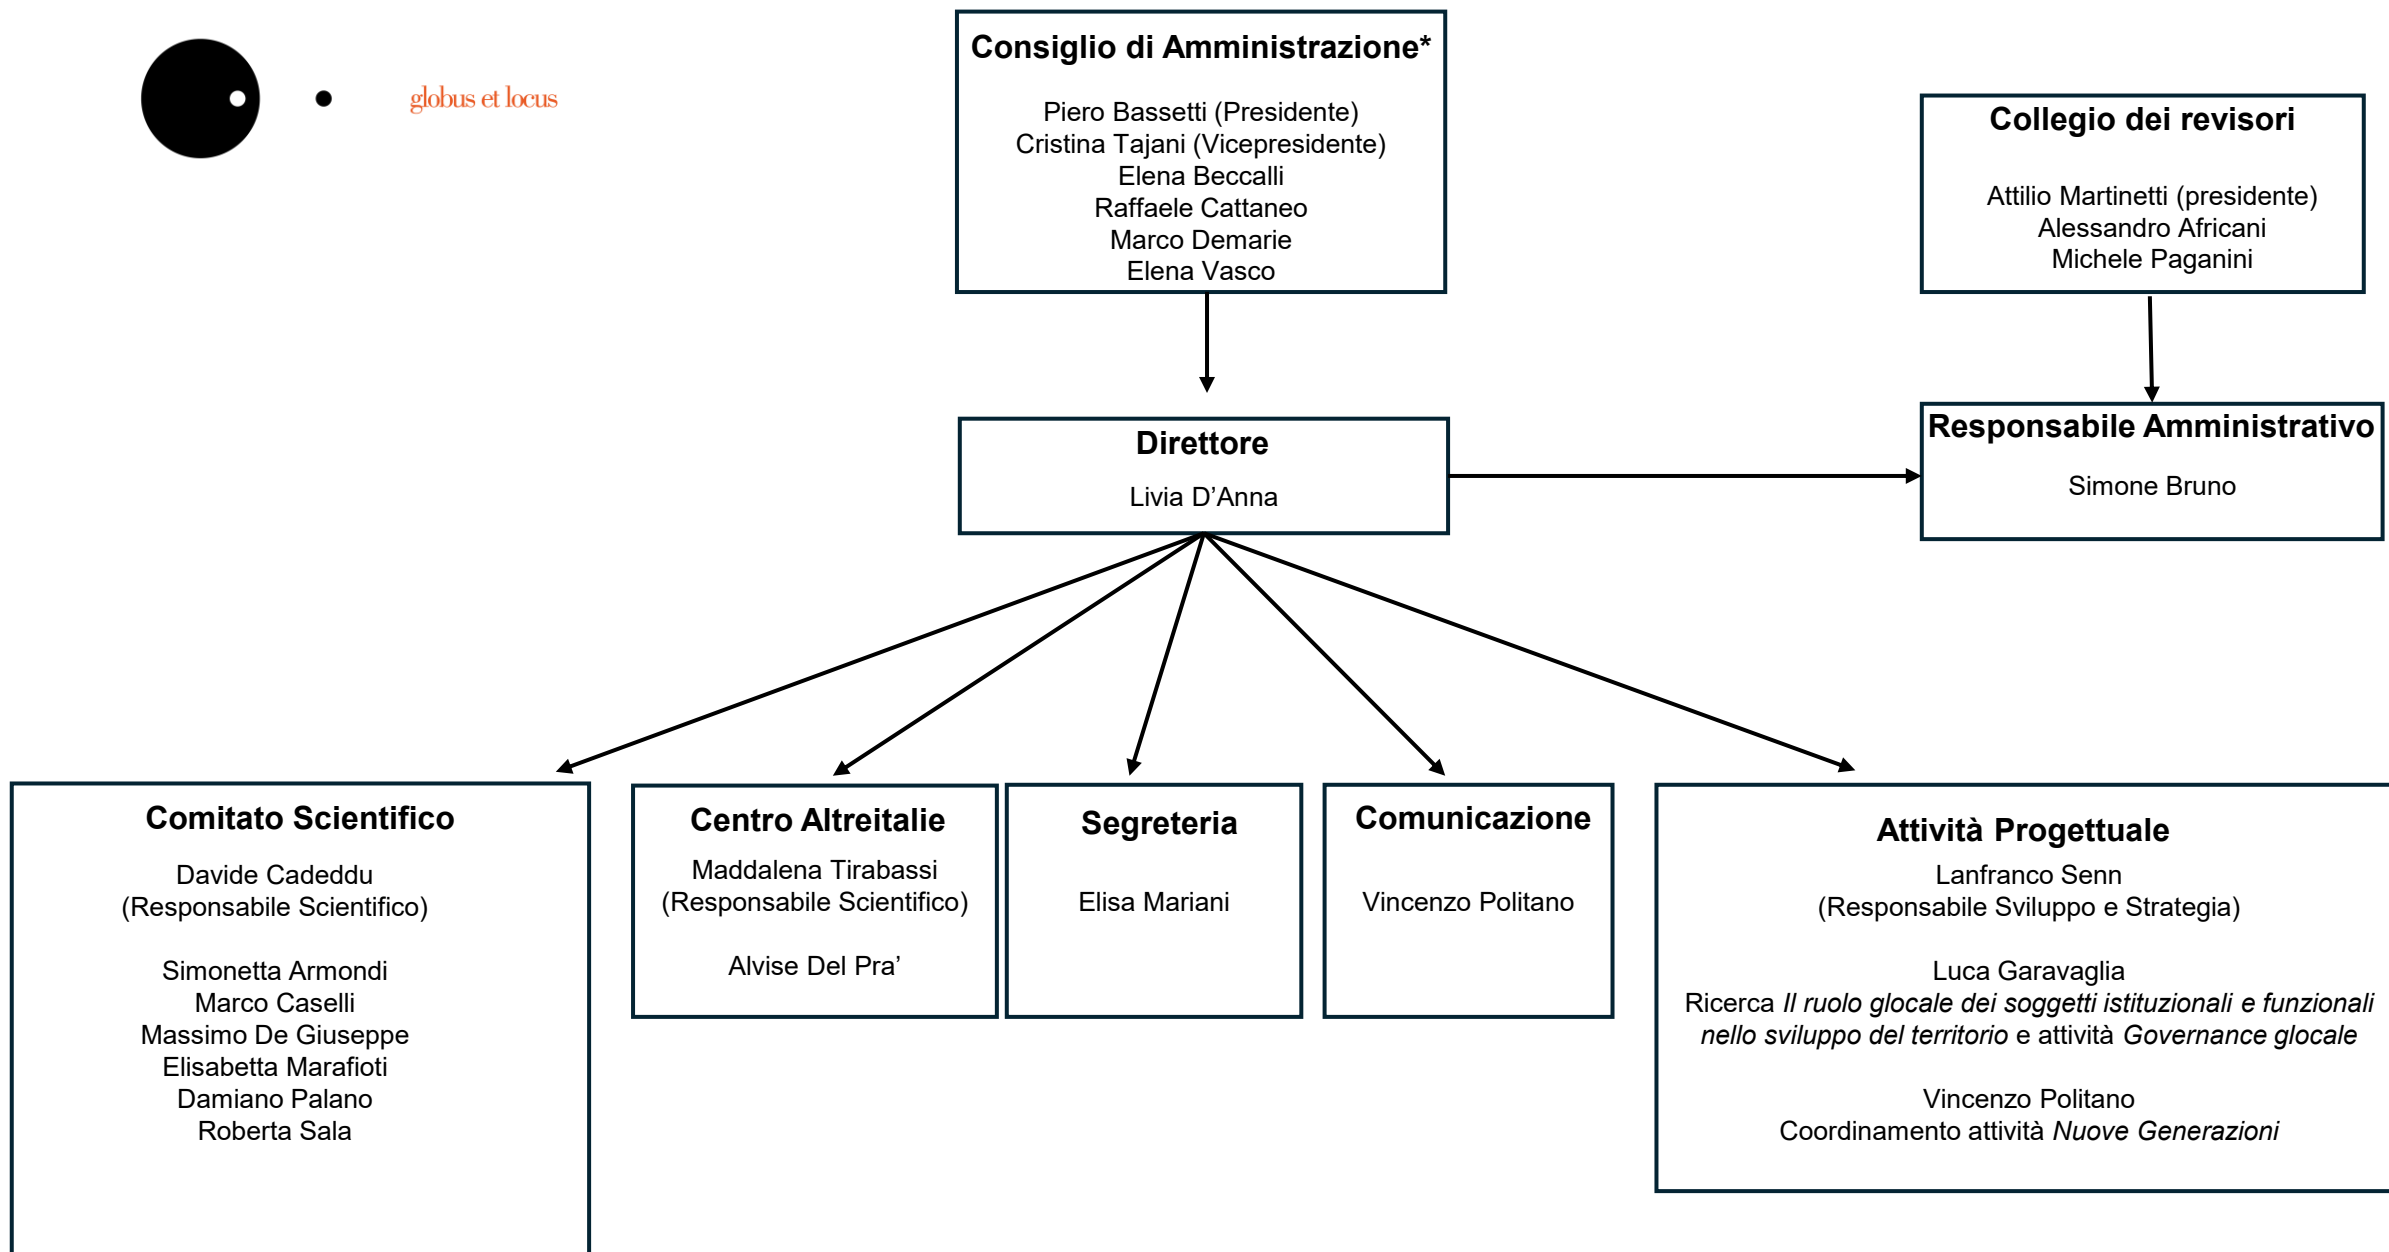 globus et locus
Consiglio di Amministrazione*
Piero Bassetti (Presidente)
Cristina Tajani (Vicepresidente)
Elena Beccalli
Raffaele Cattaneo
Marco Demarie
Elena Vasco
Collegio dei revisori
Attilio Martinetti (presidente)
Alessandro Africani
Michele Paganini
Direttore
Livia D’Anna
Responsabile Amministrativo
Simone Bruno
Comitato Scientifico
Davide Cadeddu
(Responsabile Scientifico)
Simonetta Armondi
Marco Caselli
Massimo De Giuseppe
Elisabetta Marafioti
Damiano Palano
Roberta Sala
Centro Altreitalie
Maddalena Tirabassi
(Responsabile Scientifico)
Alvise Del Pra’
Segreteria
Elisa Mariani
Comunicazione
Vincenzo Politano
Attività Progettuale
Lanfranco Senn
(Responsabile Sviluppo e Strategia)
Luca Garavaglia
Ricerca Il ruolo glocale dei soggetti istituzionali e funzionali
nello sviluppo del territorio e attività Governance glocale
Vincenzo Politano
Coordinamento attività Nuove Generazioni